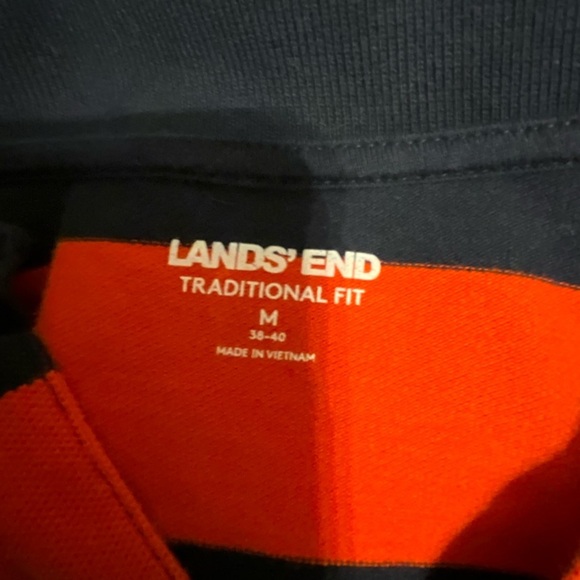 LANDS' END
TRADITIONAL FIT
M
38-40
MADE IN VIETNAM